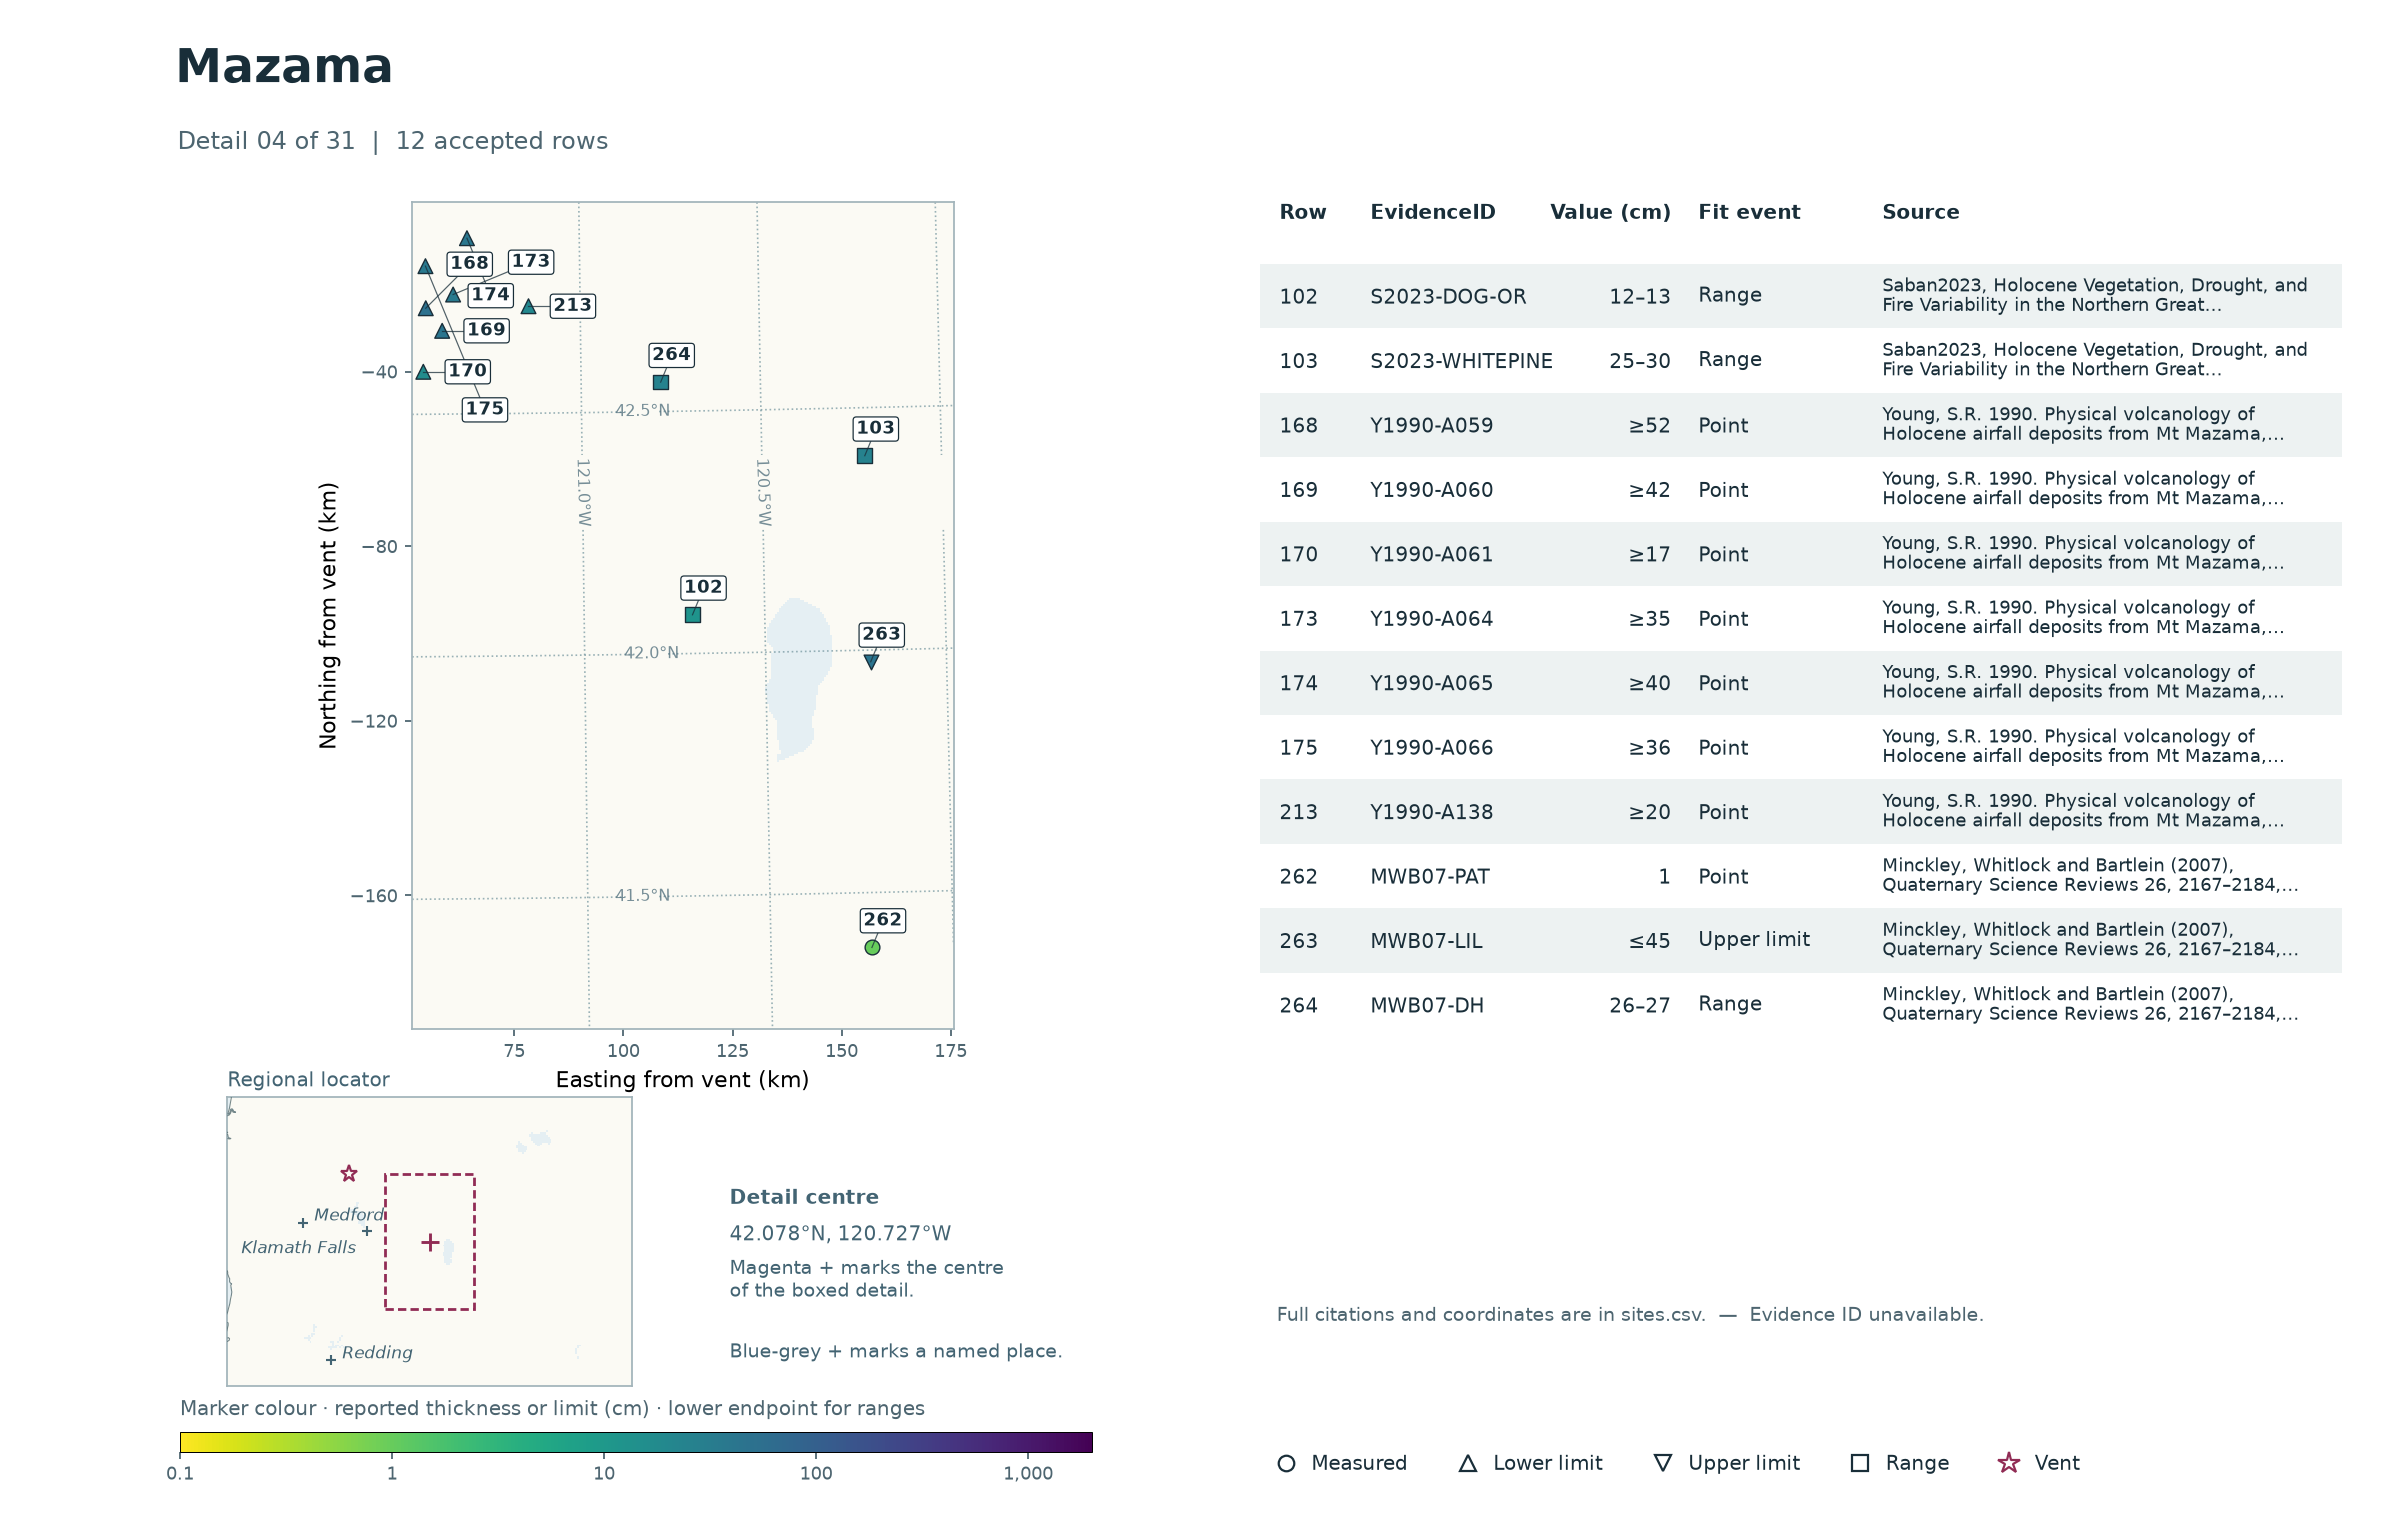 Mazama
Detail 04 of 31 | 12 accepted rows
168
173
174
213
169
264
170
175
103
102
263
262
42.5°N
42.0°N
41.5°N
121.0°W
120.5°W
−40
−80
−120
−160
Northing from vent (km)
75
100
125
150
175
Easting from vent (km)
Row EvidenceID Value (cm) Fit event Source
102 S2023-DOG-OR 12–13 Range Saban2023, Holocene Vegetation, Drought, and
Fire Variability in the Northern Great…
103 S2023-WHITEPINE 25–30 Range Saban2023, Holocene Vegetation, Drought, and
Fire Variability in the Northern Great…
168 Y1990-A059 ≥52 Point Young, S.R. 1990. Physical volcanology of
Holocene airfall deposits from Mt Mazama,…
169 Y1990-A060 ≥42 Point Young, S.R. 1990. Physical volcanology of
Holocene airfall deposits from Mt Mazama,…
170 Y1990-A061 ≥17 Point Young, S.R. 1990. Physical volcanology of
Holocene airfall deposits from Mt Mazama,…
173 Y1990-A064 ≥35 Point Young, S.R. 1990. Physical volcanology of
Holocene airfall deposits from Mt Mazama,…
174 Y1990-A065 ≥40 Point Young, S.R. 1990. Physical volcanology of
Holocene airfall deposits from Mt Mazama,…
175 Y1990-A066 ≥36 Point Young, S.R. 1990. Physical volcanology of
Holocene airfall deposits from Mt Mazama,…
213 Y1990-A138 ≥20 Point Young, S.R. 1990. Physical volcanology of
Holocene airfall deposits from Mt Mazama,…
262 MWB07-PAT 1 Point Minckley, Whitlock and Bartlein (2007),
Quaternary Science Reviews 26, 2167–2184,…
263 MWB07-LIL ≤45 Upper limit Minckley, Whitlock and Bartlein (2007),
Quaternary Science Reviews 26, 2167–2184,…
264 MWB07-DH 26–27 Range Minckley, Whitlock and Bartlein (2007),
Quaternary Science Reviews 26, 2167–2184,…
Regional locator
Medford
Klamath Falls
Redding
Detail centre
42.078°N, 120.727°W
Magenta + marks the centre
of the boxed detail.
Blue-grey + marks a named place.
Full citations and coordinates are in sites.csv. — Evidence ID unavailable.
Marker colour · reported thickness or limit (cm) · lower endpoint for ranges
0.1
1
10
100
1,000
Measured
Lower limit
Upper limit
Range
Vent